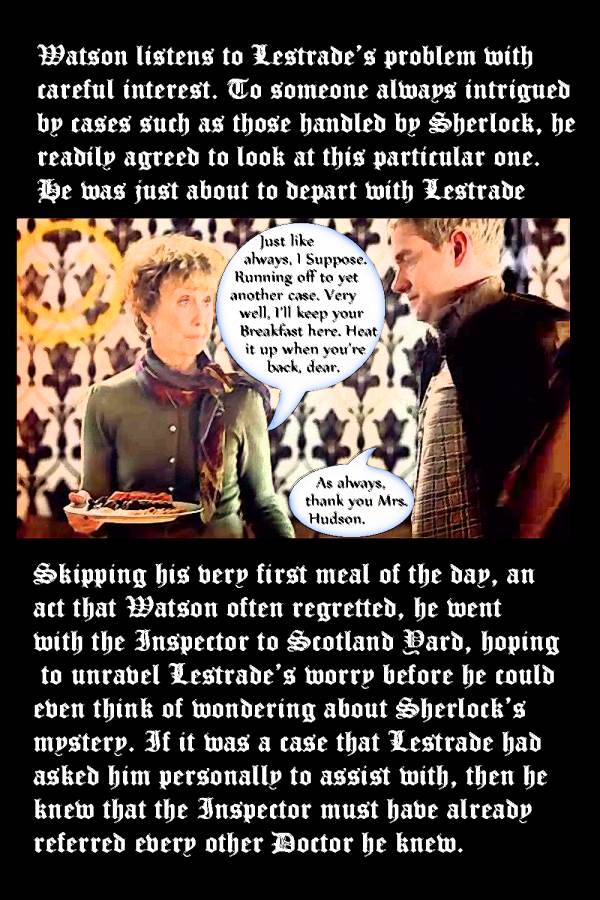 Watson listens to Lestrade's problem with
careful interest. To someone always intrigued
by cases such as those handled by Sherlock, he
readily agreed to look at this particular one.
He was just about to depart with Lestrade
Just like
always, I Suppose.
Running off to yet
another case. Very
well, I'll keep your
Breakfast here. Heat
it up when you're
back, dear.
As always,
thank you Mrs.
Hudson.
Skipping his very first meal of the day, an
act that Watson often regretted, he went
with the Inspector to Scotland Yard, hoping
to unravel Lestrade's worry before he could
even think of wondering about Sherlock's
mystery. If it was a case that Lestrade had
asked him personally to assist with, then he
knew that the Inspector must have already
referred every other Doctor he knew.